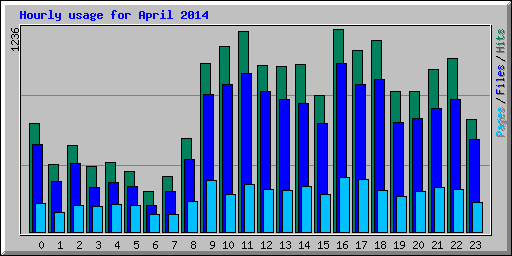 Hourly usage for April 2014
1236
Pages / Files / Hits
0 1 2 3 4 5 6 7 8 9 10 11 12 13 14 15 16 17 18 19 20 21 22 23